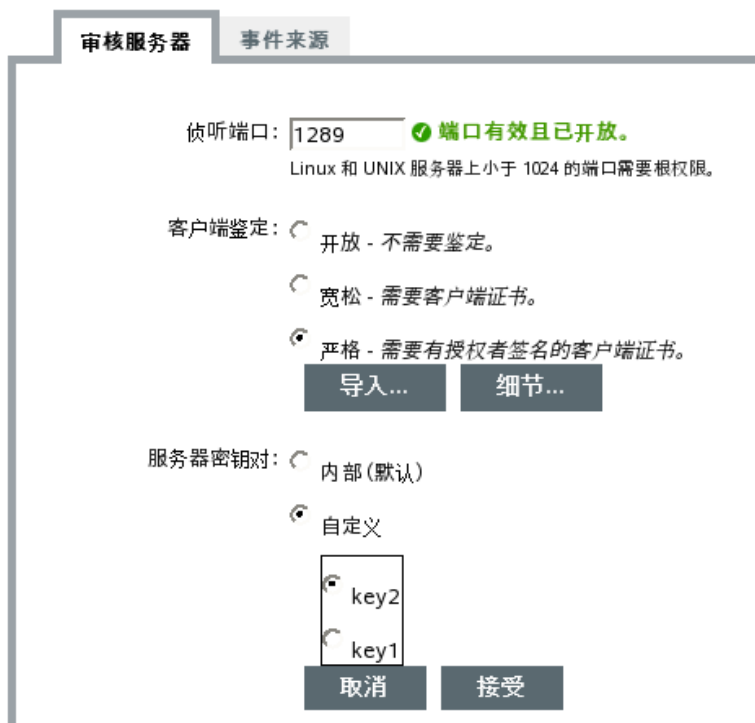 审核服务器 事件来源
侦听端口: 1289 端口有效且已开放。
Linux 和 UNIX 服务器上小于 1024 的端口需要根权限。
客户端鉴定: 开放 - 不需要鉴定。
宽松 - 需要客户端证书。
严格 - 需要有授权者签名的客户端证书。
导入... 细节...
服务器密钥对: 内部(默认)
自定义
key2
key1
取消 接受